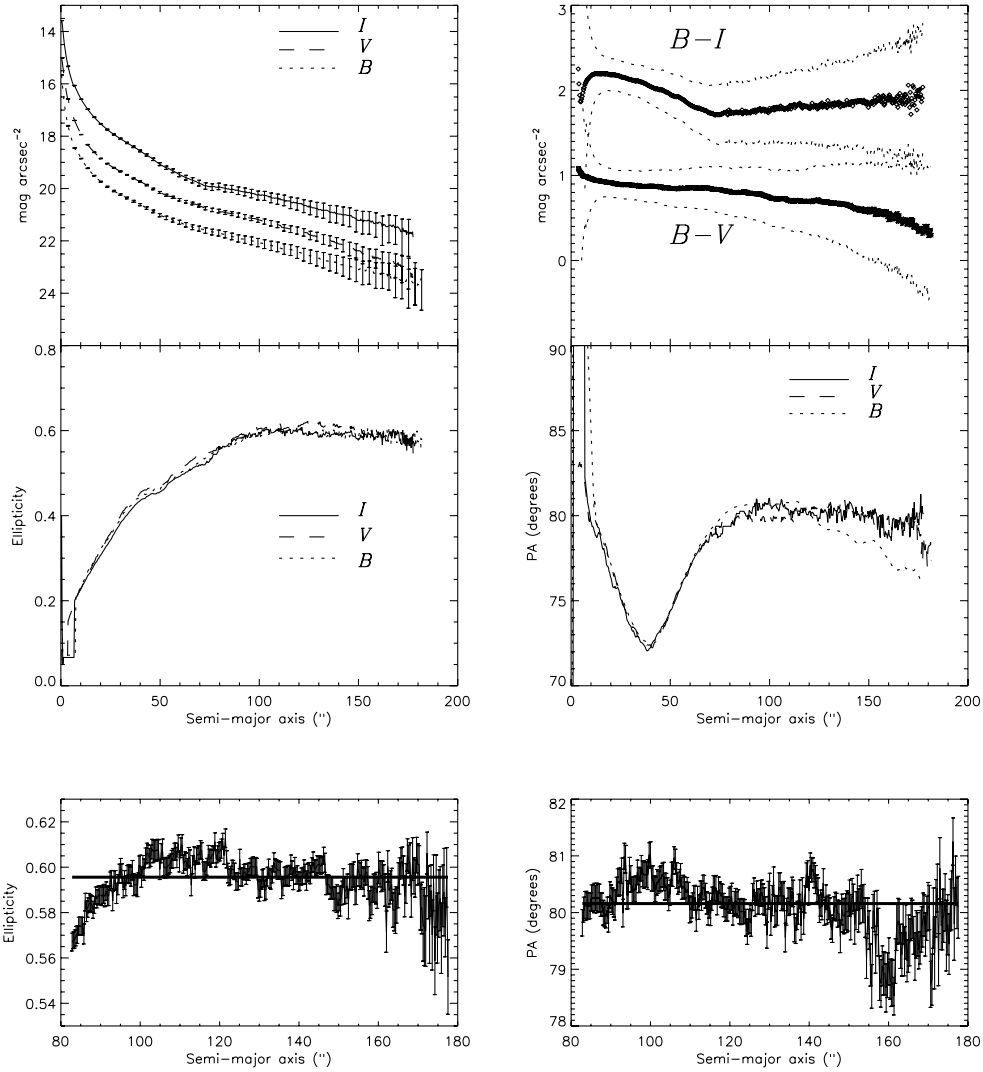 14
16
18
20
22
24
mag arcsec⁻²
I
V
B
3
2
1
0
mag arcsec⁻²
B−I
B−V
0.8
0.6
0.4
0.2
0.0
Ellipticity
I
V
B
0 50 100 150 200
Semi−major axis (")
90
85
80
75
70
PA (degrees)
I
V
B
0 50 100 150 200
Semi−major axis (")
0.62
0.60
0.58
0.56
0.54
Ellipticity
80 100 120 140 160 180
Semi−major axis (")
82
81
80
79
78
PA (degrees)
80 100 120 140 160 180
Semi−major axis (")